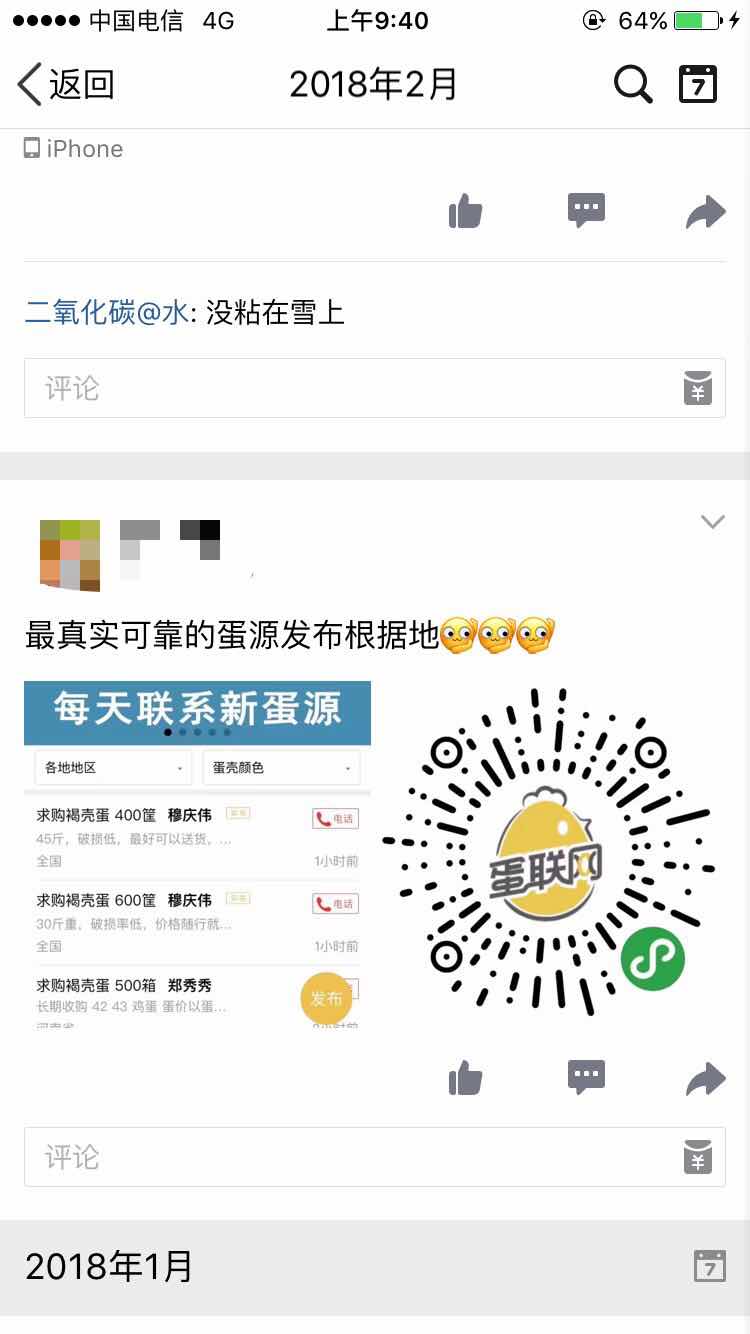 中国电信 4G 上午9:40 64%
返回 2018年2月 7
iPhone
二氧化碳@水: 没粘在雪上
评论
最真实可靠的蛋源发布根据地
每天联系新蛋源
各地地区 蛋壳颜色
求购褐壳蛋 400筐 穆庆伟 电话
45斤，破损低，最好可以送货，...
全国 1小时前
求购褐壳蛋 600筐 穆庆伟 电话
30斤重，破损率低，价格随行就...
全国 1小时前
求购褐壳蛋 500箱 郑秀秀
长期收购 42 43 鸡蛋 蛋价以蛋...
发布
蛋联网
评论
2018年1月 7